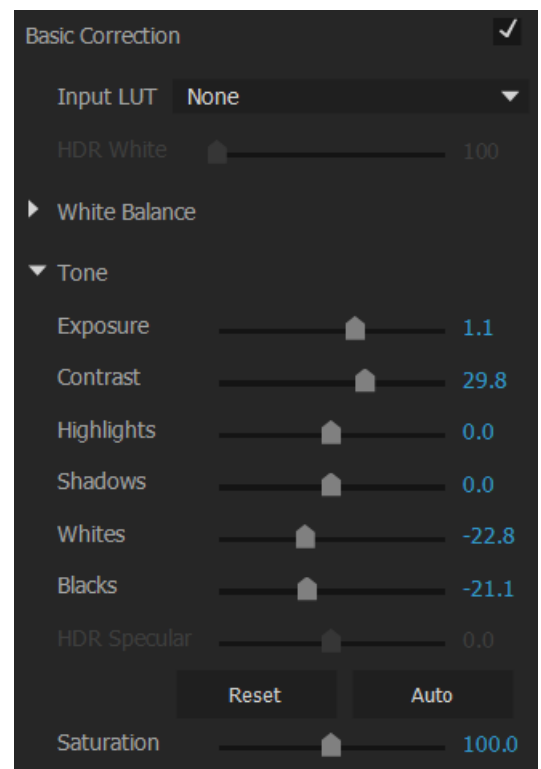 Basic Correction
Input LUT None
HDR White 100
White Balance
Tone
Exposure 1.1
Contrast 29.8
Highlights 0.0
Shadows 0.0
Whites -22.8
Blacks -21.1
HDR Specular 0.0
Reset Auto
Saturation 100.0